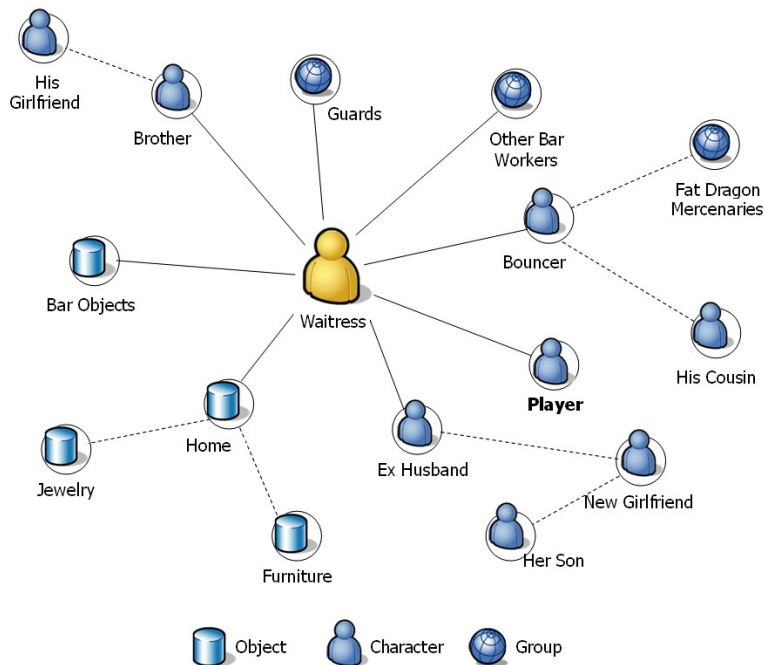 His
Girlfriend
Brother
Guards
Other Bar
Workers
Fat Dragon
Mercenaries
Bouncer
Bar Objects
Waitress
His Cousin
Player
Home
Ex Husband
Jewelry
New Girlfriend
Her Son
Furniture
Object
Character
Group